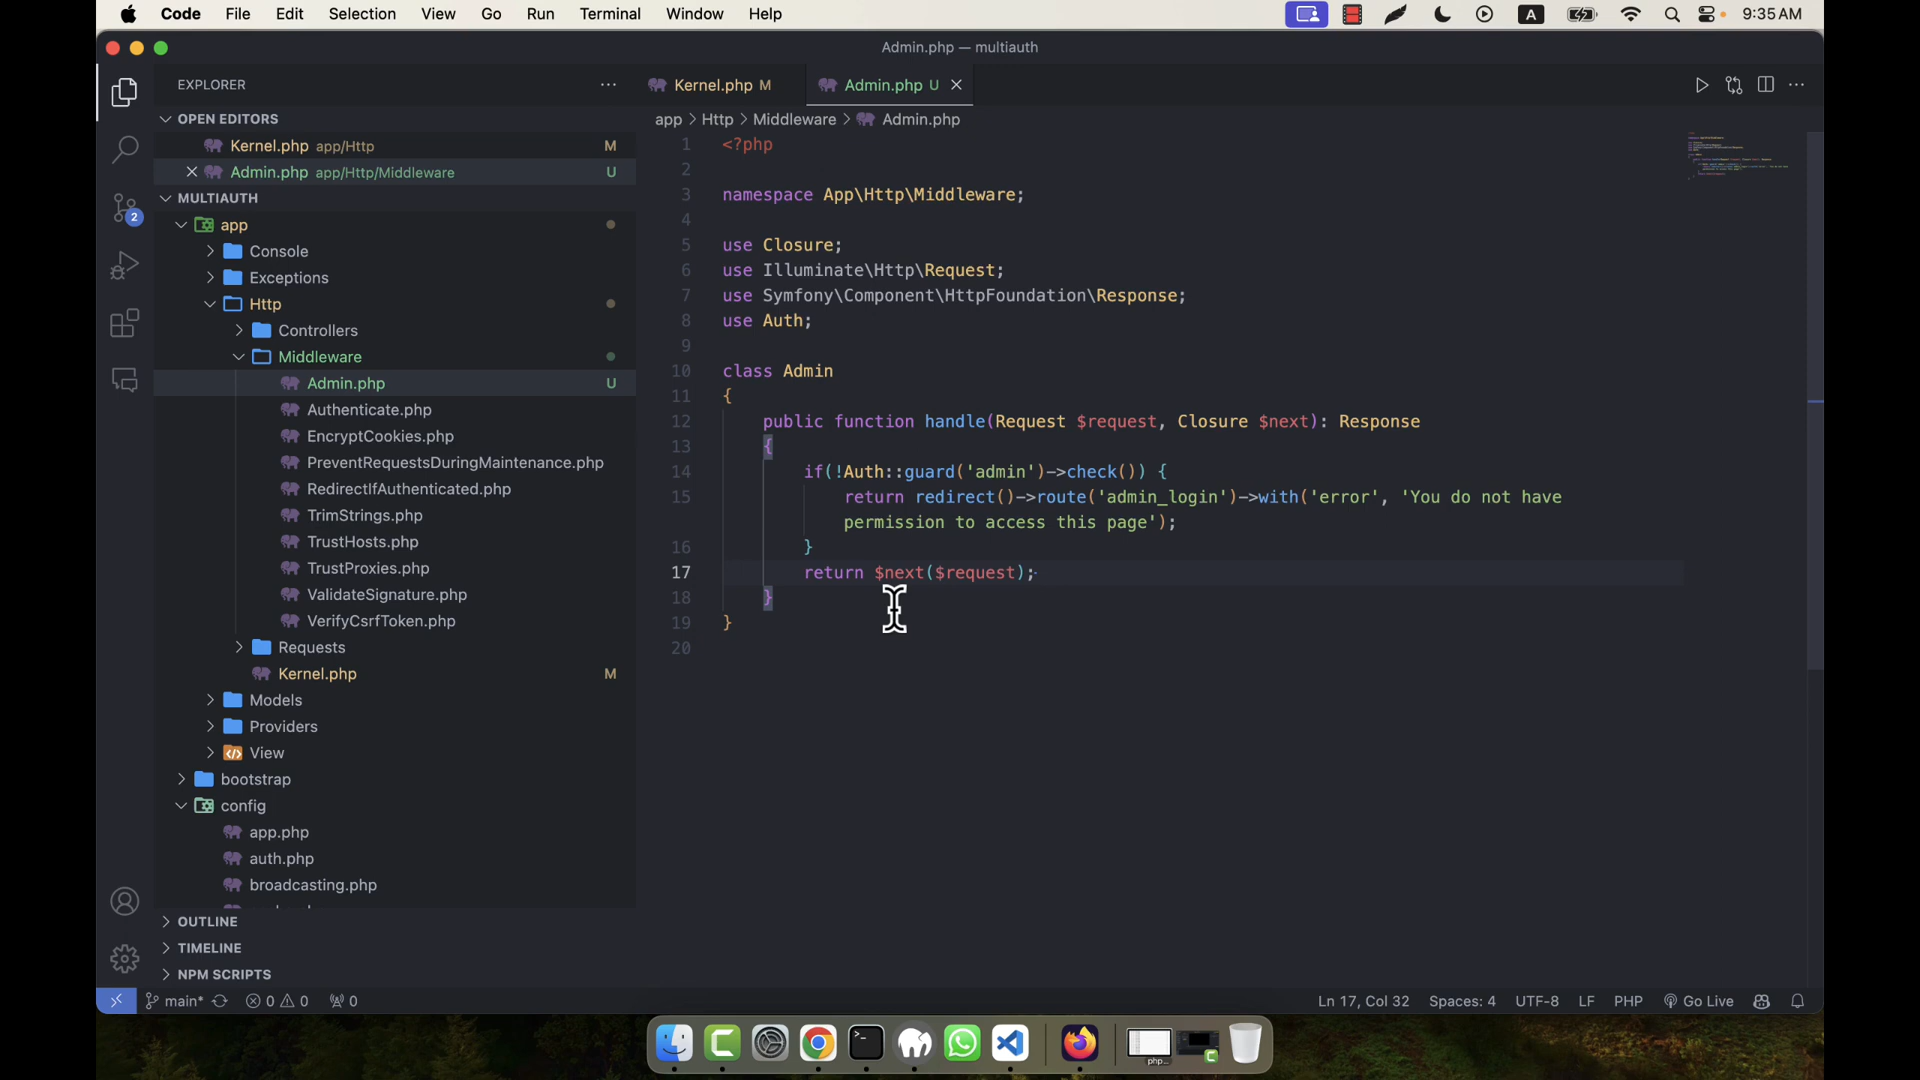 Code File Edit Selection View Go Run Terminal Window Help A 9:35 AM
Admin.php — multiauth
EXPLORER
Kernel.php M
Admin.php U
OPEN EDITORS
app > Http > Middleware > Admin.php
Kernel.php app/Http M
Admin.php app/Http/Middleware U
MULTIAUTH
app
Console
Exceptions
Http
Controllers
Middleware
Admin.php U
Authenticate.php
EncryptCookies.php
PreventRequestsDuringMaintenance.php
RedirectIfAuthenticated.php
TrimStrings.php
TrustHosts.php
TrustProxies.php
ValidateSignature.php
VerifyCsrfToken.php
Requests
Kernel.php M
Models
Providers
View
bootstrap
config
app.php
auth.php
broadcasting.php
OUTLINE
TIMELINE
NPM SCRIPTS
2
1 <?php
2
3 namespace App\Http\Middleware;
4
5 use Closure;
6 use Illuminate\Http\Request;
7 use Symfony\Component\HttpFoundation\Response;
8 use Auth;
9
10 class Admin
11 {
12 public function handle(Request $request, Closure $next): Response
13 {
14 if(!Auth::guard('admin')->check()) {
15 return redirect()->route('admin_login')->with('error', 'You do not have
permission to access this page');
16 }
17 return $next($request);
18 }
19 }
20
main* 0 0 0 Ln 17, Col 32 Spaces: 4 UTF-8 LF PHP Go Live
php...